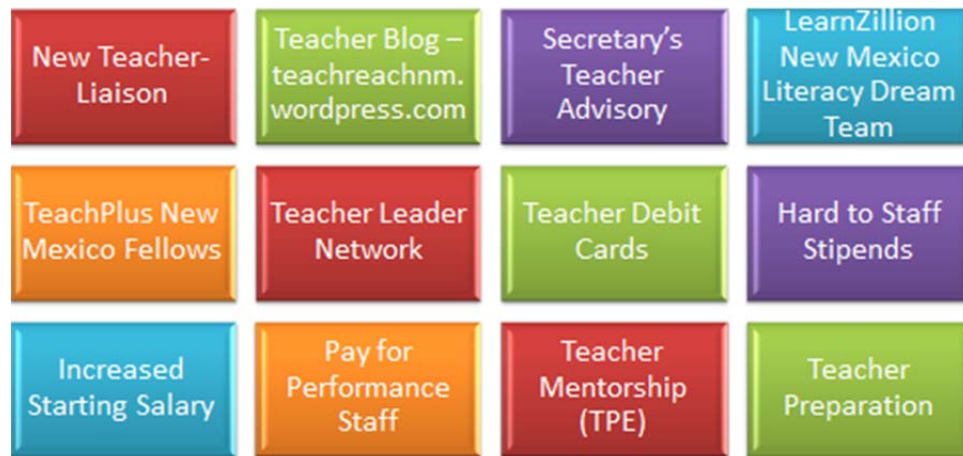 New Teacher-
Liaison
Teacher Blog –
teachreachnm.
wordpress.com
Secretary's
Teacher
Advisory
LearnZillion
New Mexico
Literacy Dream
Team
TeachPlus New
Mexico Fellows
Teacher Leader
Network
Teacher Debit
Cards
Hard to Staff
Stipends
Increased
Starting Salary
Pay for
Performance
Staff
Teacher
Mentorship
(TPE)
Teacher
Preparation